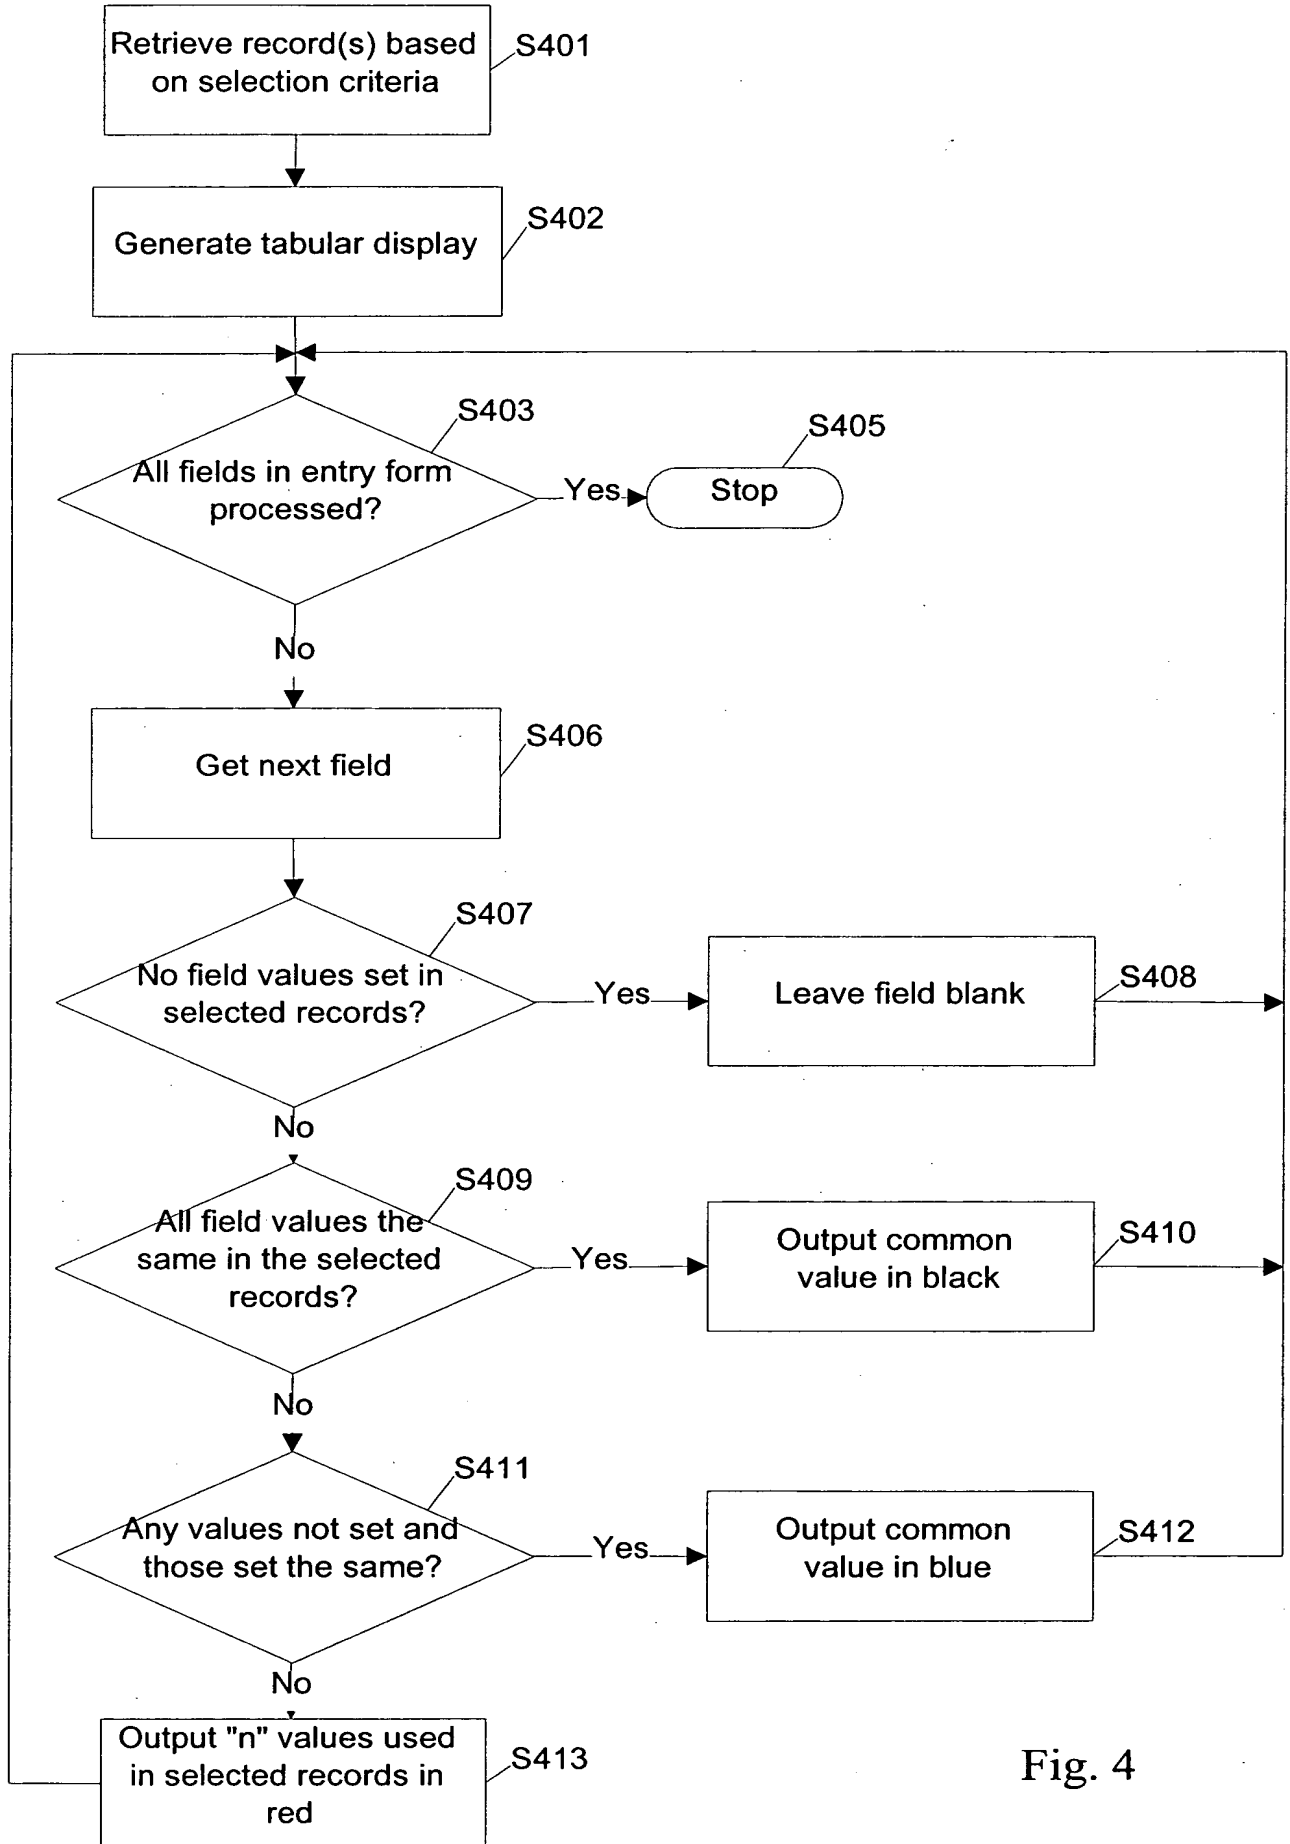 Retrieve record(s) based
on selection criteria
S401
Generate tabular display
S402
All fields in entry form
processed?
S403
Yes
Stop
S405
No
Get next field
S406
No field values set in
selected records?
S407
Yes
Leave field blank
S408
No
All field values the
same in the selected
records?
S409
Yes
Output common
value in black
S410
No
Any values not set and
those set the same?
S411
Yes
Output common
value in blue
S412
No
Output "n" values used
in selected records in
red
S413
Fig. 4